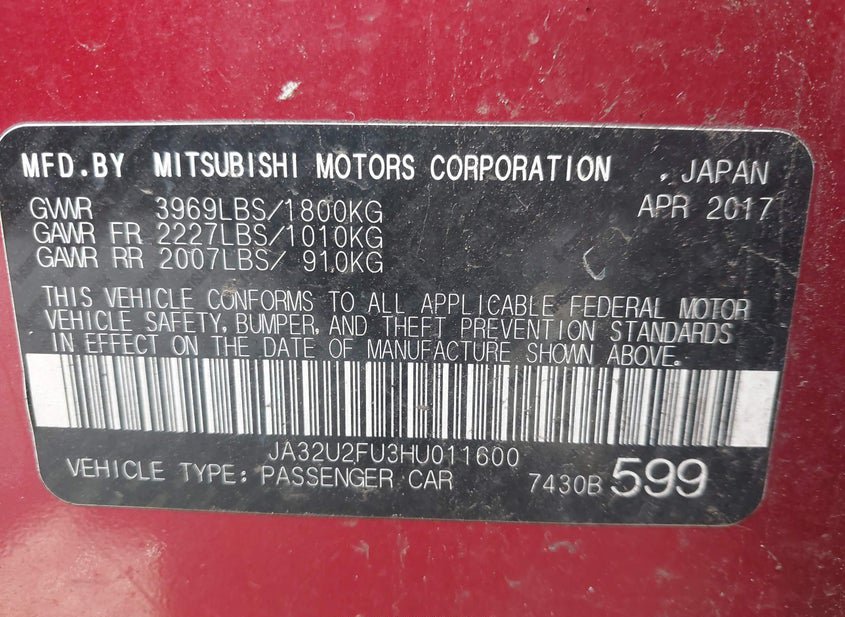 MFD.BY MITSUBISHI MOTORS CORPORATION . JAPAN
GVWR 3969LBS/1800KG APR 2017
GAWR FR 2227LBS/1010KG
GAWR RR 2007LBS/ 910KG
THIS VEHICLE CONFORMS TO ALL APPLICABLE FEDERAL MOTOR
VEHICLE SAFETY, BUMPER, AND THEFT PREVENTION STANDARDS
IN EFFECT ON THE DATE OF MANUFACTURE SHOWN ABOVE.
JA32U2FU3HU011600
VEHICLE TYPE: PASSENGER CAR 7430B 599